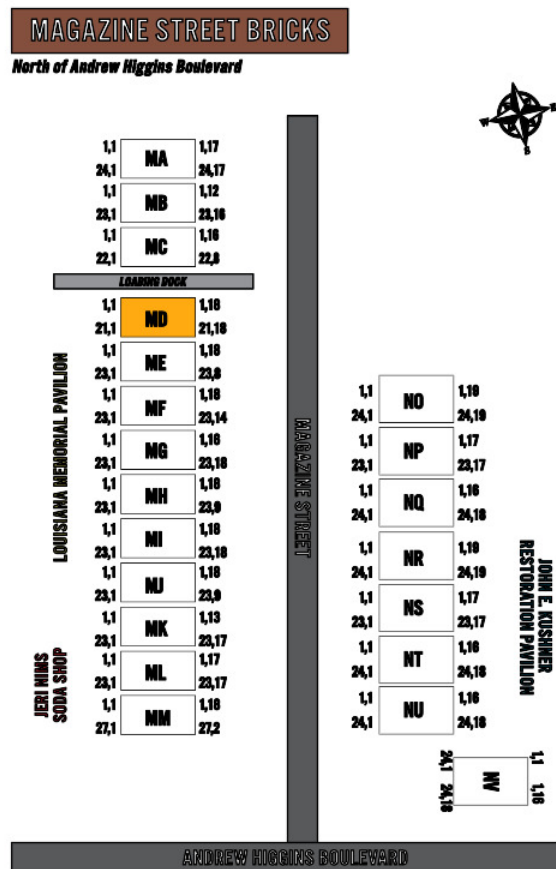 MAGAZINE STREET BRICKS
North of Andrew Higgins Boulevard
N
W
E
S
1,1 MA 1,17
24,1 24,17
1,1 MB 1,12
23,1 23,16
1,1 MC 1,16
22,1 22,8
LOADING DOCK
1,1 MD 1,18
21,1 21,18
1,1 ME 1,18
23,1 23,8
1,1 MF 1,18
23,1 23,14
1,1 MG 1,16
23,1 23,18
1,1 MH 1,18
23,1 23,9
1,1 MI 1,18
23,1 23,18
1,1 MJ 1,18
23,1 23,9
1,1 MK 1,13
23,1 23,17
1,1 ML 1,17
23,1 23,17
1,1 MM 1,18
27,1 27,2
LOUISIANA MEMORIAL PAVILION
JERI NIMS
SODA SHOP
MAGAZINE STREET
1,1 NO 1,19
24,1 24,19
1,1 NP 1,17
23,1 23,17
1,1 NQ 1,16
24,1 24,18
1,1 NR 1,19
24,1 24,19
1,1 NS 1,17
23,1 23,17
1,1 NT 1,16
24,1 24,18
1,1 NU 1,16
24,1 24,18
1,1
24,1
NV
1,16
24,18
JOHN E. KUSHNER
RESTORATION PAVILION
ANDREW HIGGINS BOULEVARD